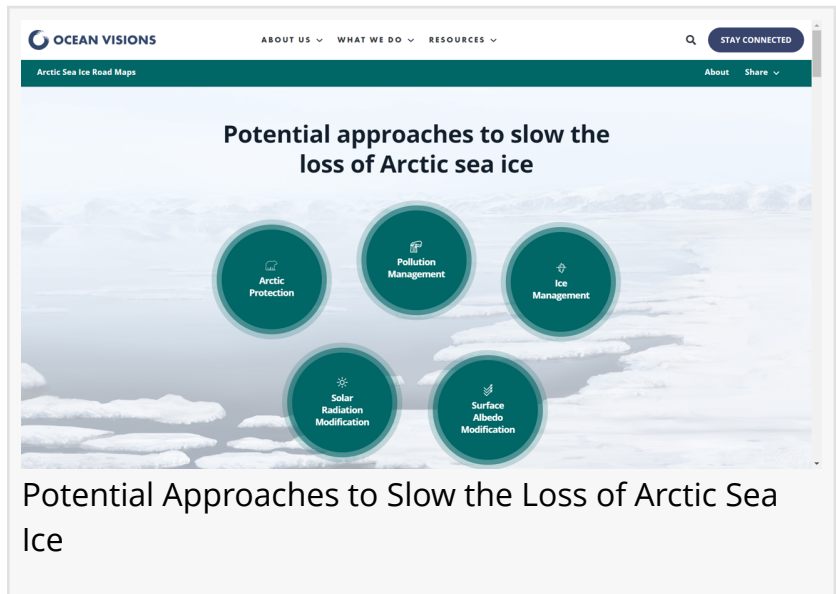 OCEAN VISIONS
ABOUT US
WHAT WE DO
RESOURCES
STAY CONNECTED
Arctic Sea Ice Road Maps
About
Share
Potential approaches to slow the
loss of Arctic sea ice
Arctic
Protection
Pollution
Management
Ice
Management
Solar
Radiation
Modification
Surface
Albedo
Modification
Potential Approaches to Slow the Loss of Arctic Sea
Ice